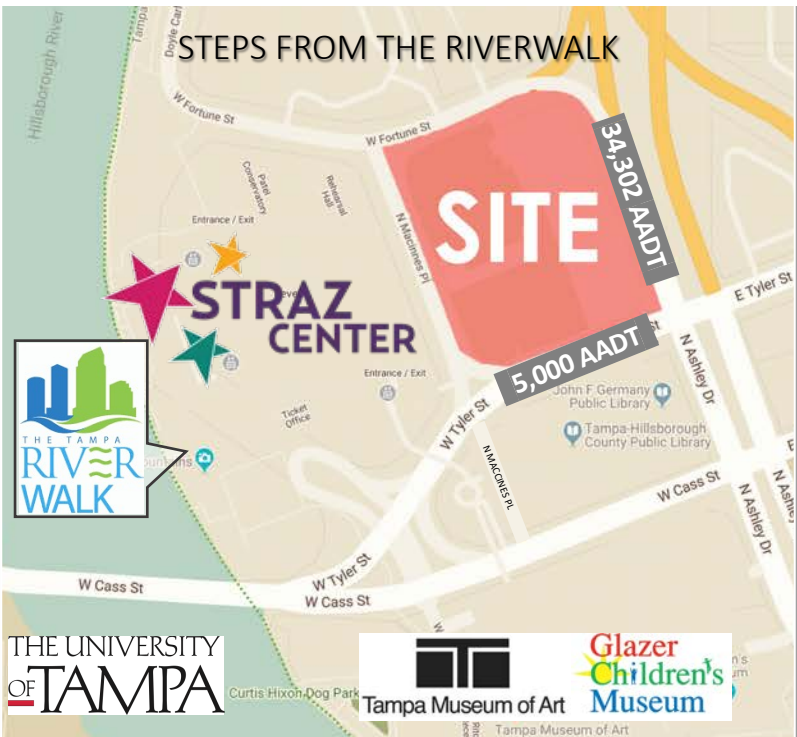 STEPS FROM THE RIVERWALK
Hillsborough River
Tampa
Doyle Carl
W Fortune St
W Fortune St
34,302 AADT
Patel
Conservatory
Rehearsal
Hall
N Macinnes Pl
SITE
Entrance / Exit
STRAZ
CENTER
E Tyler St
St
5,000 AADT
N Ashley Dr
Entrance / Exit
John F Germany
Public Library
Ticket
Office
W Tyler St
Tampa-Hillsborough
County Public Library
THE TAMPA
RIVER
WALK
N MACCINES PL
W Cass St
N Ashley Dr
N Ashley
W Cass St
W Tyler St
W Cass St
W
THE UNIVERSITY
OF TAMPA
Curtis Hixon Dog Park
Tampa Museum of Art
Glazer
Children's
Museum
Tampa Museum of Art